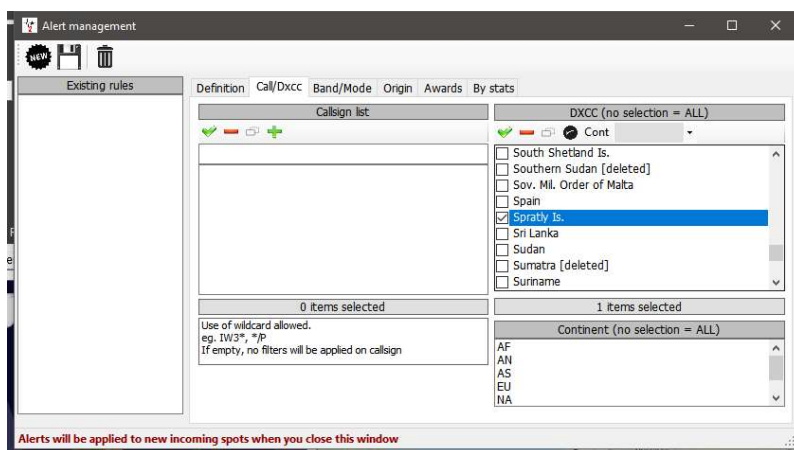 Alert management
NEW
Existing rules
Definition Call/Dxcc Band/Mode Origin Awards By stats
Callsign list
DXCC (no selection = ALL)
Cont
South Shetland Is.
Southern Sudan [deleted]
Sov. Mil. Order of Malta
Spain
Spratly Is.
Sri Lanka
Sudan
Sumatra [deleted]
Suriname
0 items selected
1 items selected
Use of wildcard allowed.
eg. IW3*, */P
If empty, no filters will be applied on callsign
Continent (no selection = ALL)
AF
AN
AS
EU
NA
Alerts will be applied to new incoming spots when you close this window